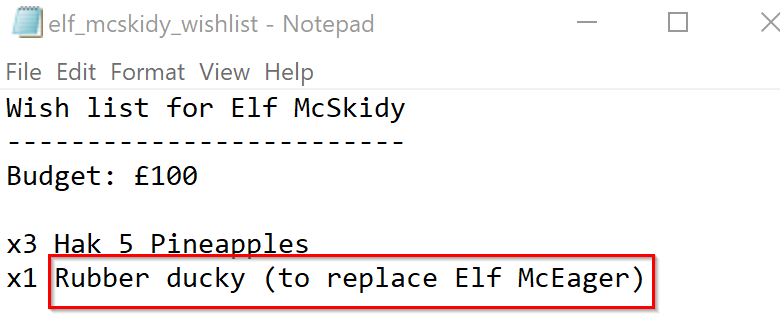 elf_mcskidy_wishlist - Notepad
File Edit Format View Help
Wish list for Elf McSkidy
-------------------------
Budget: £100
x3 Hak 5 Pineapples
x1 Rubber ducky (to replace Elf McEager)